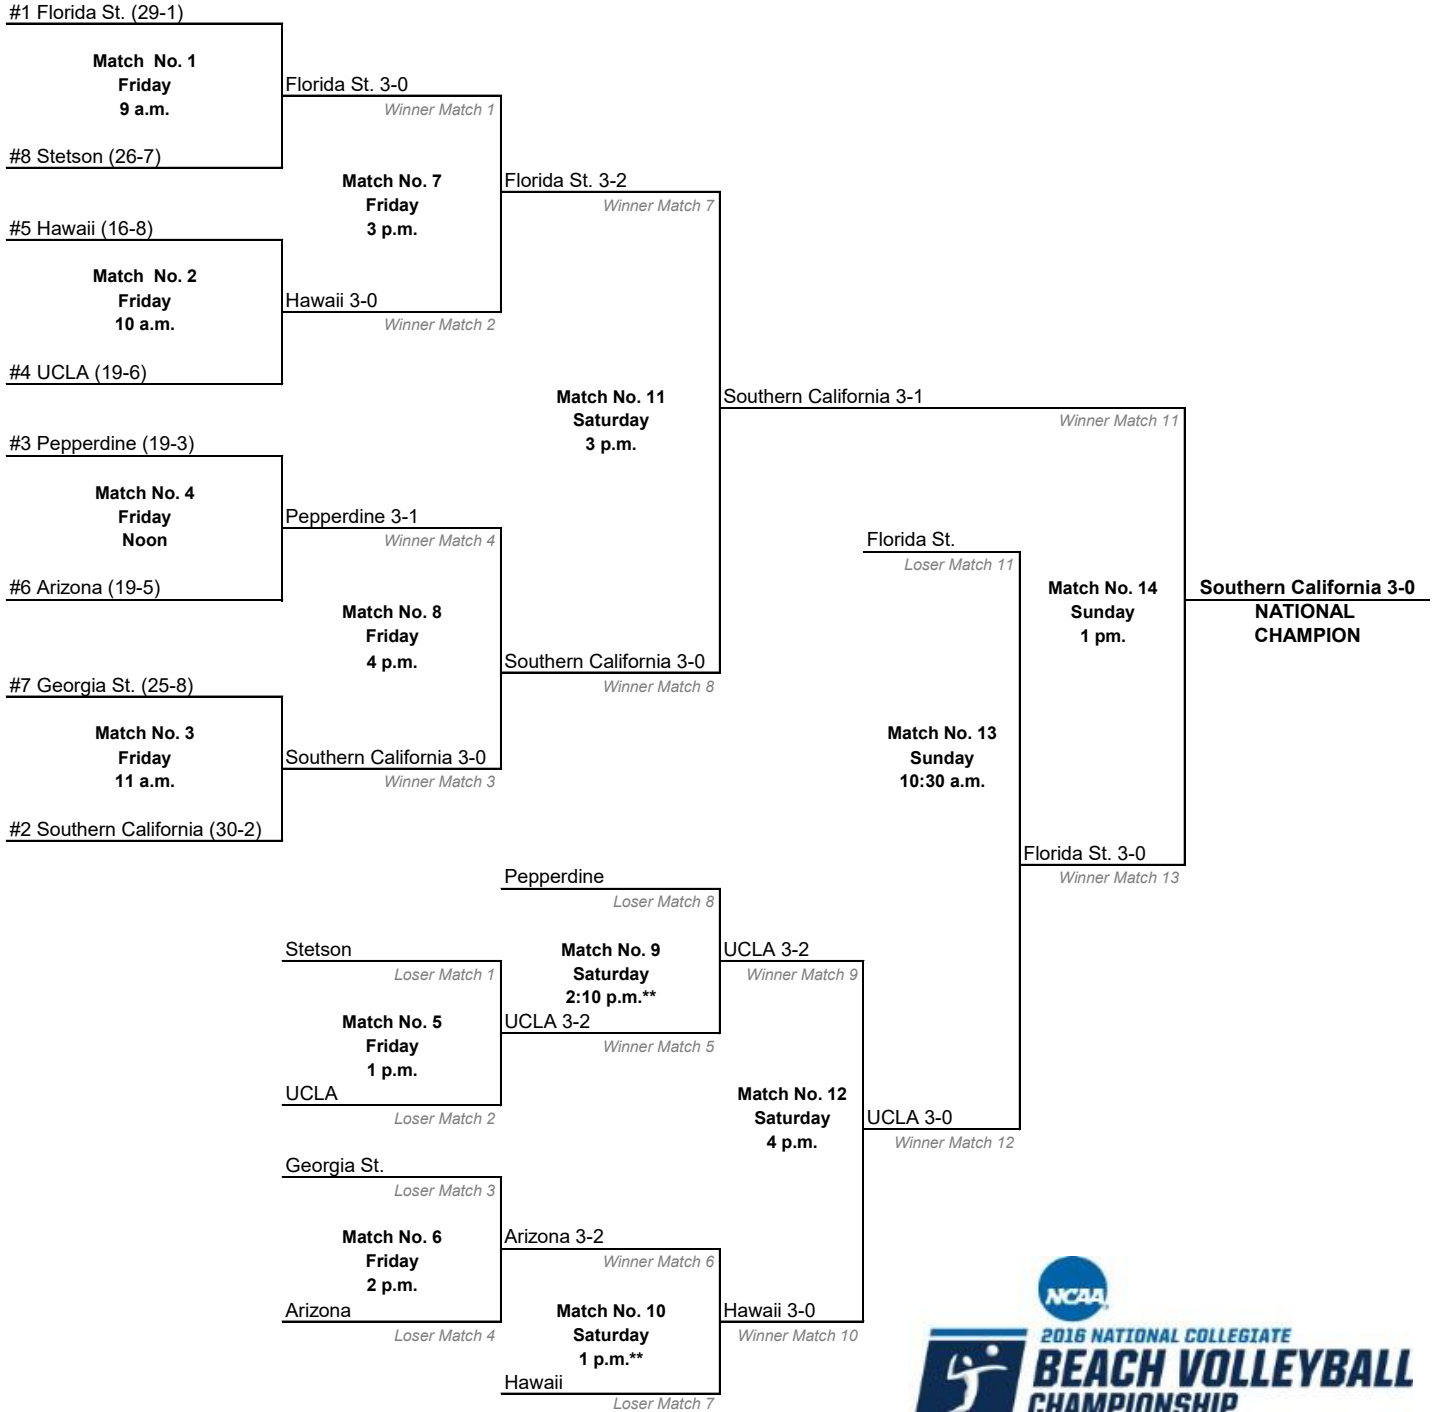 #1 Florida St. (29-1)
Match No. 1
Friday
9 a.m.
#8 Stetson (26-7)
Florida St. 3-0
Winner Match 1
#5 Hawaii (16-8)
Match No. 2
Friday
10 a.m.
#4 UCLA (19-6)
Hawaii 3-0
Winner Match 2
Match No. 7
Friday
3 p.m.
Florida St. 3-2
Winner Match 7
#3 Pepperdine (19-3)
Match No. 4
Friday
Noon
#6 Arizona (19-5)
Pepperdine 3-1
Winner Match 4
#7 Georgia St. (25-8)
Match No. 3
Friday
11 a.m.
#2 Southern California (30-2)
Southern California 3-0
Winner Match 3
Match No. 8
Friday
4 p.m.
Southern California 3-0
Winner Match 8
Match No. 11
Saturday
3 p.m.
Southern California 3-1
Winner Match 11
Florida St.
Loser Match 11
Match No. 14
Sunday
1 pm.
Southern California 3-0
NATIONAL
CHAMPION
Match No. 13
Sunday
10:30 a.m.
Florida St. 3-0
Winner Match 13
Pepperdine
Loser Match 8
Stetson
Loser Match 1
Match No. 5
Friday
1 p.m.
UCLA
Loser Match 2
Match No. 9
Saturday
2:10 p.m.**
UCLA 3-2
Winner Match 5
UCLA 3-2
Winner Match 9
Georgia St.
Loser Match 3
Match No. 6
Friday
2 p.m.
Arizona
Loser Match 4
Arizona 3-2
Winner Match 6
Match No. 10
Saturday
1 p.m.**
Hawaii
Loser Match 7
Hawaii 3-0
Winner Match 10
Match No. 12
Saturday
4 p.m.
UCLA 3-0
Winner Match 12
NCAA
2016 NATIONAL COLLEGIATE
BEACH VOLLEYBALL
CHAMPIONSHIP